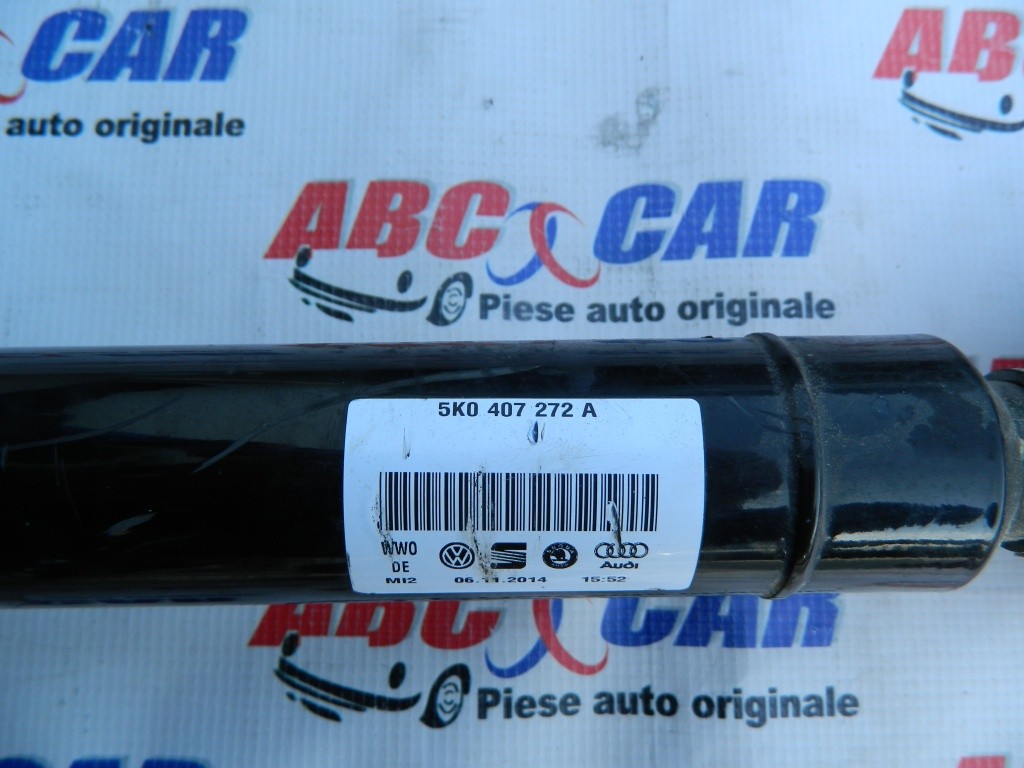 CAR
auto originale
ABC
ABC CAR
Piese auto originale
5K0 407 272 A
WWO
DE
MI2
06.11.2014 15:52
Audi
ABC CAR
Piese auto originale